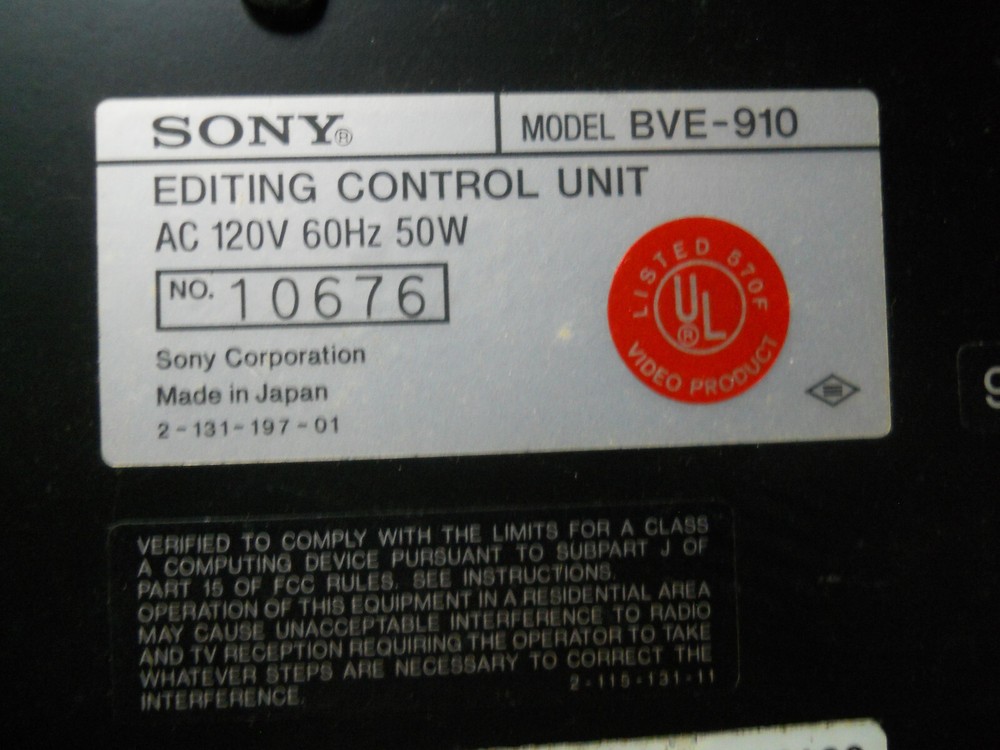 SONY® MODEL BVE-910
EDITING CONTROL UNIT
AC 120V 60Hz 50W
NO. 10676
Sony Corporation
Made in Japan
2-131-197-01
LISTED 570F
UL®
VIDEO PRODUCT
9
VERIFIED TO COMPLY WITH THE LIMITS FOR A CLASS
A COMPUTING DEVICE PURSUANT TO SUBPART J OF
PART 15 OF FCC RULES. SEE INSTRUCTIONS.
OPERATION OF THIS EQUIPMENT IN A RESIDENTIAL AREA
MAY CAUSE UNACCEPTABLE INTERFERENCE TO RADIO
AND TV RECEPTION REQUIRING THE OPERATOR TO TAKE
WHATEVER STEPS ARE NECESSARY TO CORRECT THE
INTERFERENCE. 2-115-131-11